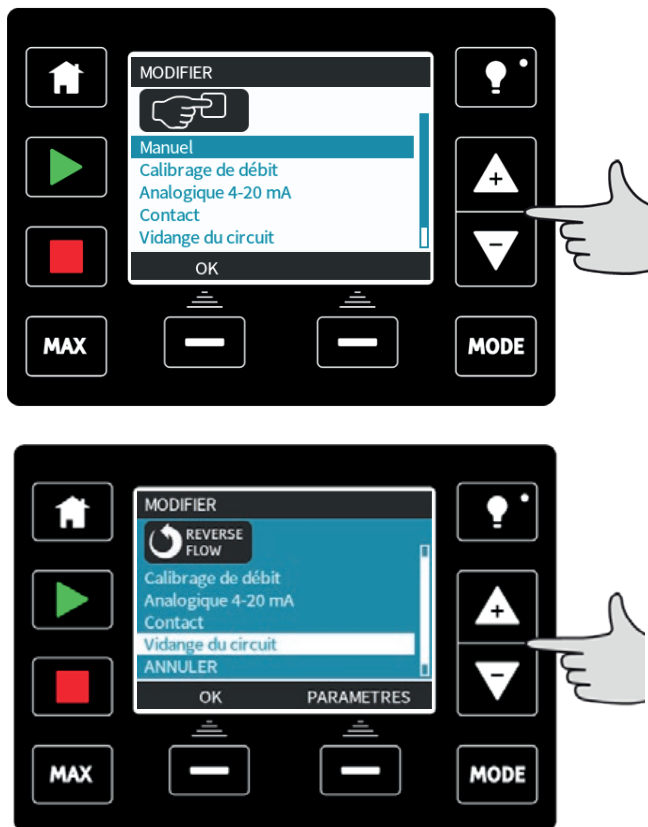 MODIFIER
Manuel
Calibrage de débit
Analogique 4-20 mA
Contact
Vidange du circuit
OK
+
-
MAX
MODE
MODIFIER
REVERSE
FLOW
Calibrage de débit
Analogique 4-20 mA
Contact
Vidange du circuit
ANNULER
OK PARAMETRES
+
-
MAX
MODE